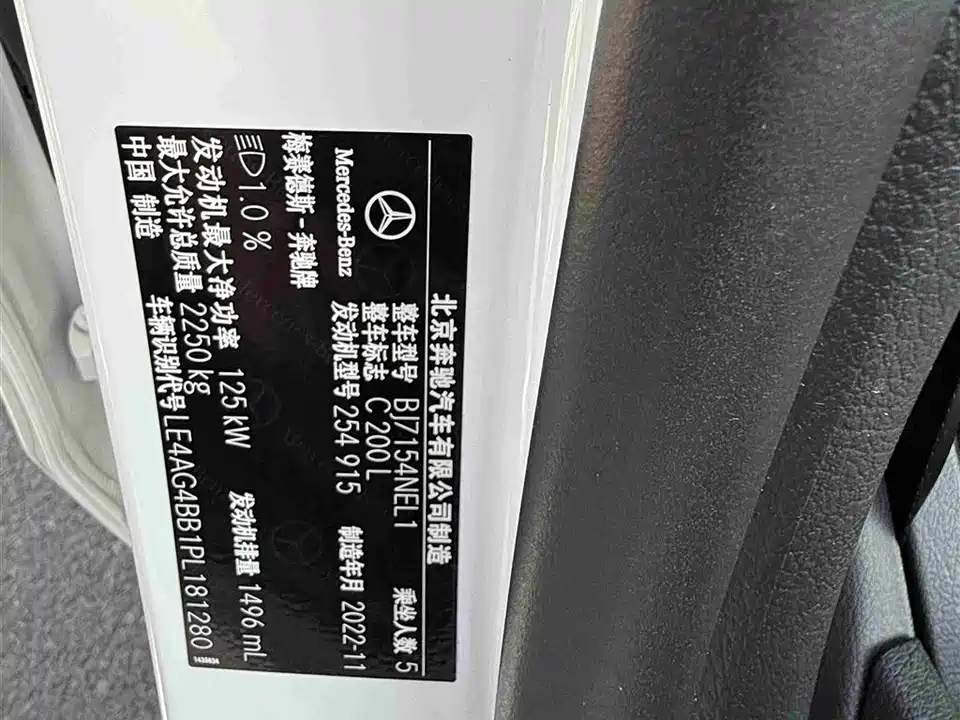 北京奔驰汽车有限公司制造
Mercedes-Benz
梅赛德斯-奔驰牌
整车型号 BJ7154NEL1 乘坐人数 5
整车标志 C 200 L
发动机型号 254 915 制造年月 2022-11
1.0 %
发动机最大净功率 125 kW 发动机排量 1496 mL
最大允许总质量 2250 kg
中国 制造 车辆识别代号 LE4AG4BB1PL181280